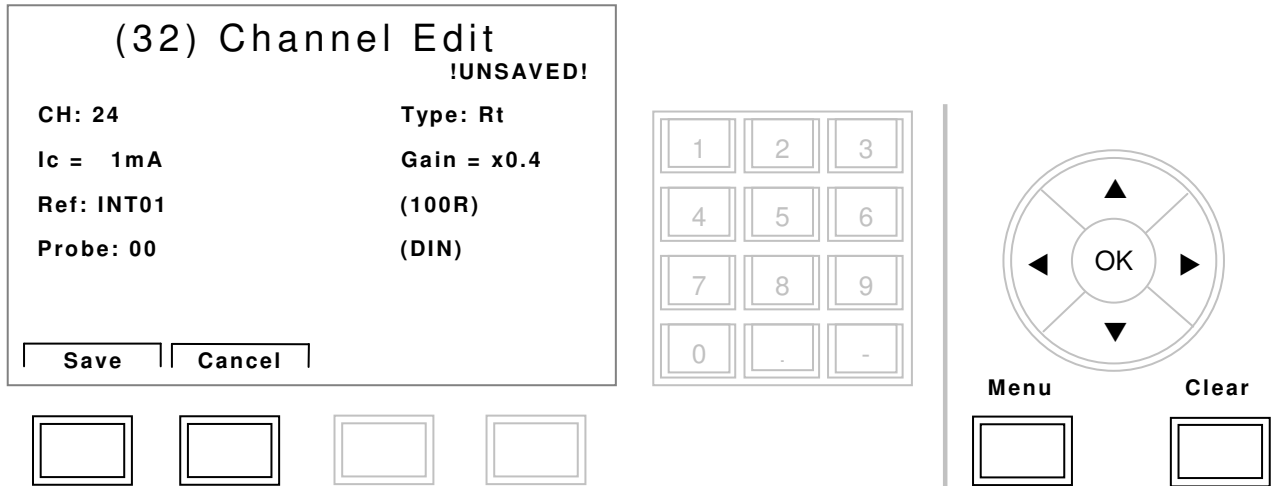 (32) Channel Edit
!UNSAVED!
CH: 24 Type: Rt
Ic = 1mA Gain = x0.4
Ref: INT01 (100R)
Probe: 00 (DIN)
Save Cancel
1 2 3
4 5 6
7 8 9
0 . -
OK
Menu Clear